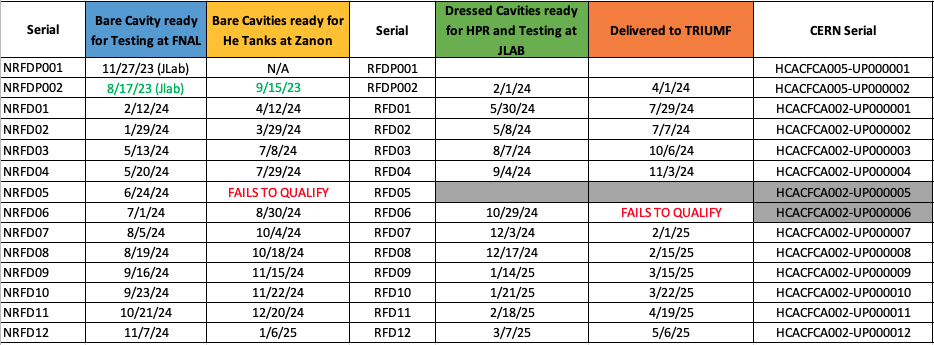 Serial | Bare Cavity ready for Testing at FNAL | Bare Cavities ready for He Tanks at Zanon | Serial | Dressed Cavities ready for HPR and Testing at JLAB | Delivered to TRIUMF | CERN Serial
NRFDP001 | 11/27/23 (JLab) | N/A | RFDP001 | | | HCACFCA005-UP000001
NRFDP002 | 8/17/23 (Jlab) | 9/15/23 | RFDP002 | 2/1/24 | 4/1/24 | HCACFCA005-UP000002
NRFD01 | 2/12/24 | 4/12/24 | RFD01 | 5/30/24 | 7/29/24 | HCACFCA002-UP000001
NRFD02 | 1/29/24 | 3/29/24 | RFD02 | 5/8/24 | 7/7/24 | HCACFCA002-UP000002
NRFD03 | 5/13/24 | 7/8/24 | RFD03 | 8/7/24 | 10/6/24 | HCACFCA002-UP000003
NRFD04 | 5/20/24 | 7/29/24 | RFD04 | 9/4/24 | 11/3/24 | HCACFCA002-UP000004
NRFD05 | 6/24/24 | FAILS TO QUALIFY | RFD05 | | | HCACFCA002-UP000005
NRFD06 | 7/1/24 | 8/30/24 | RFD06 | 10/29/24 | FAILS TO QUALIFY | HCACFCA002-UP000006
NRFD07 | 8/5/24 | 10/4/24 | RFD07 | 12/3/24 | 2/1/25 | HCACFCA002-UP000007
NRFD08 | 8/19/24 | 10/18/24 | RFD08 | 12/17/24 | 2/15/25 | HCACFCA002-UP000008
NRFD09 | 9/16/24 | 11/15/24 | RFD09 | 1/14/25 | 3/15/25 | HCACFCA002-UP000009
NRFD10 | 9/23/24 | 11/22/24 | RFD10 | 1/21/25 | 3/22/25 | HCACFCA002-UP000010
NRFD11 | 10/21/24 | 12/20/24 | RFD11 | 2/18/25 | 4/19/25 | HCACFCA002-UP000011
NRFD12 | 11/7/24 | 1/6/25 | RFD12 | 3/7/25 | 5/6/25 | HCACFCA002-UP000012